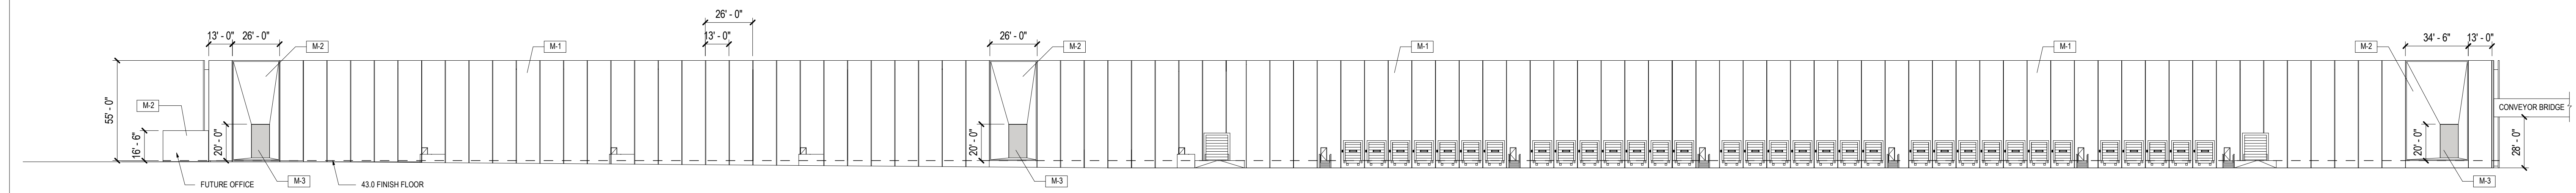 26' - 0"
13' - 0"
26' - 0"
13' - 0"
26' - 0"
34' - 6"
13' - 0"
M-2
M-1
M-2
M-1
M-1
M-2
55' - 0"
M-2
16' - 6"
20' - 0"
20' - 0"
20' - 0"
CONVEYOR BRIDGE
28' - 0"
FUTURE OFFICE
M-3
43.0 FINISH FLOOR
M-3
M-3